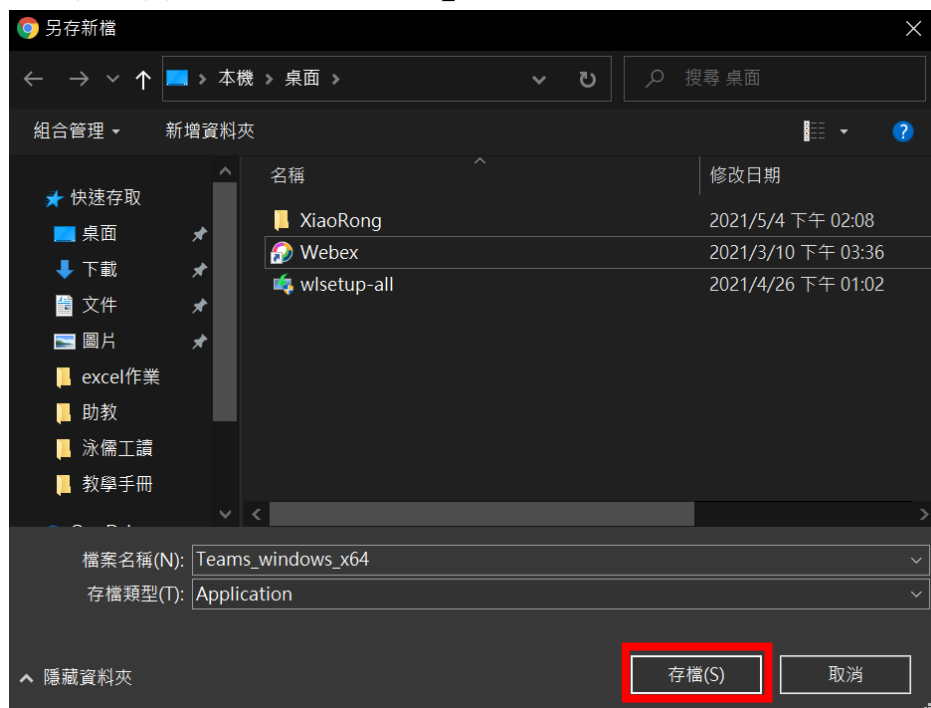 另存新檔
本機 > 桌面 >
搜尋 桌面
組合管理
新增資料夾
名稱
修改日期
快速存取
桌面
下載
文件
圖片
excel作業
助教
泳儒工讀
教學手冊
XiaoRong 2021/5/4 下午 02:08
Webex 2021/3/10 下午 03:36
wlsetup-all 2021/4/26 下午 01:02
檔案名稱(N): Teams_windows_x64
存檔類型(T): Application
隱藏資料夾
存檔(S)
取消